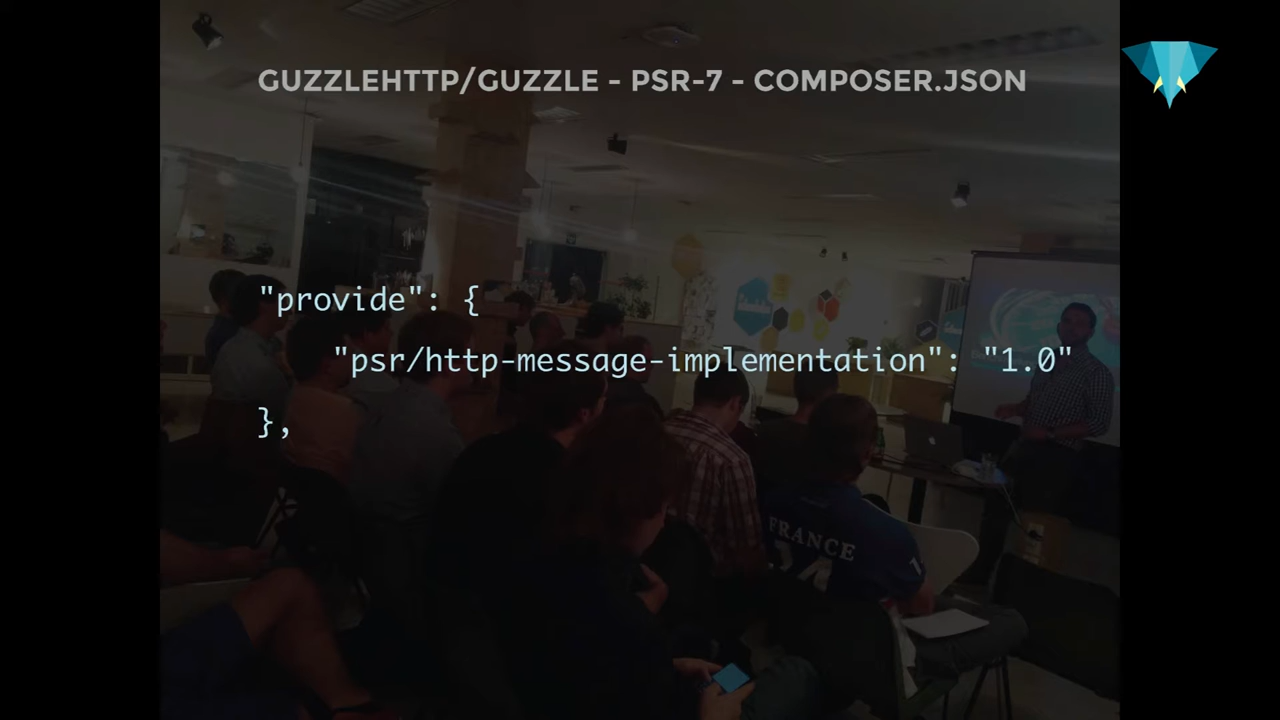 GUZZLEHTTP/GUZZLE - PSR-7 - COMPOSER.JSON
"provide": {
"psr/http-message-implementation": "1.0"
},
FRANCE